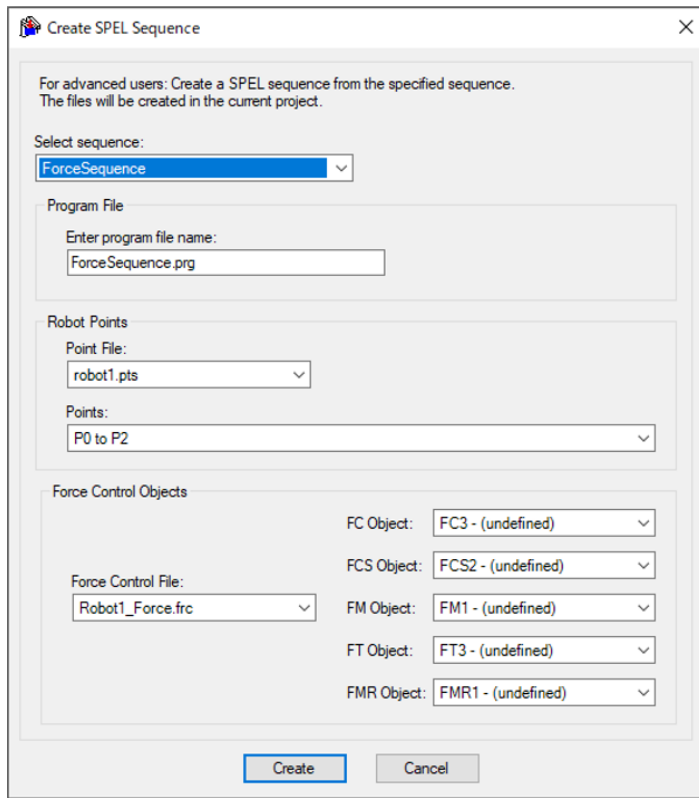 Create SPEL Sequence
For advanced users: Create a SPEL sequence from the specified sequence.
The files will be created in the current project.
Select sequence:
ForceSequence
Program File
Enter program file name:
ForceSequence.prg
Robot Points
Point File:
robot1.pts
Points:
P0 to P2
Force Control Objects
Force Control File:
Robot1_Force.frc
FC Object: FC3 - (undefined)
FCS Object: FCS2 - (undefined)
FM Object: FM1 - (undefined)
FT Object: FT3 - (undefined)
FMR Object: FMR1 - (undefined)
Create Cancel